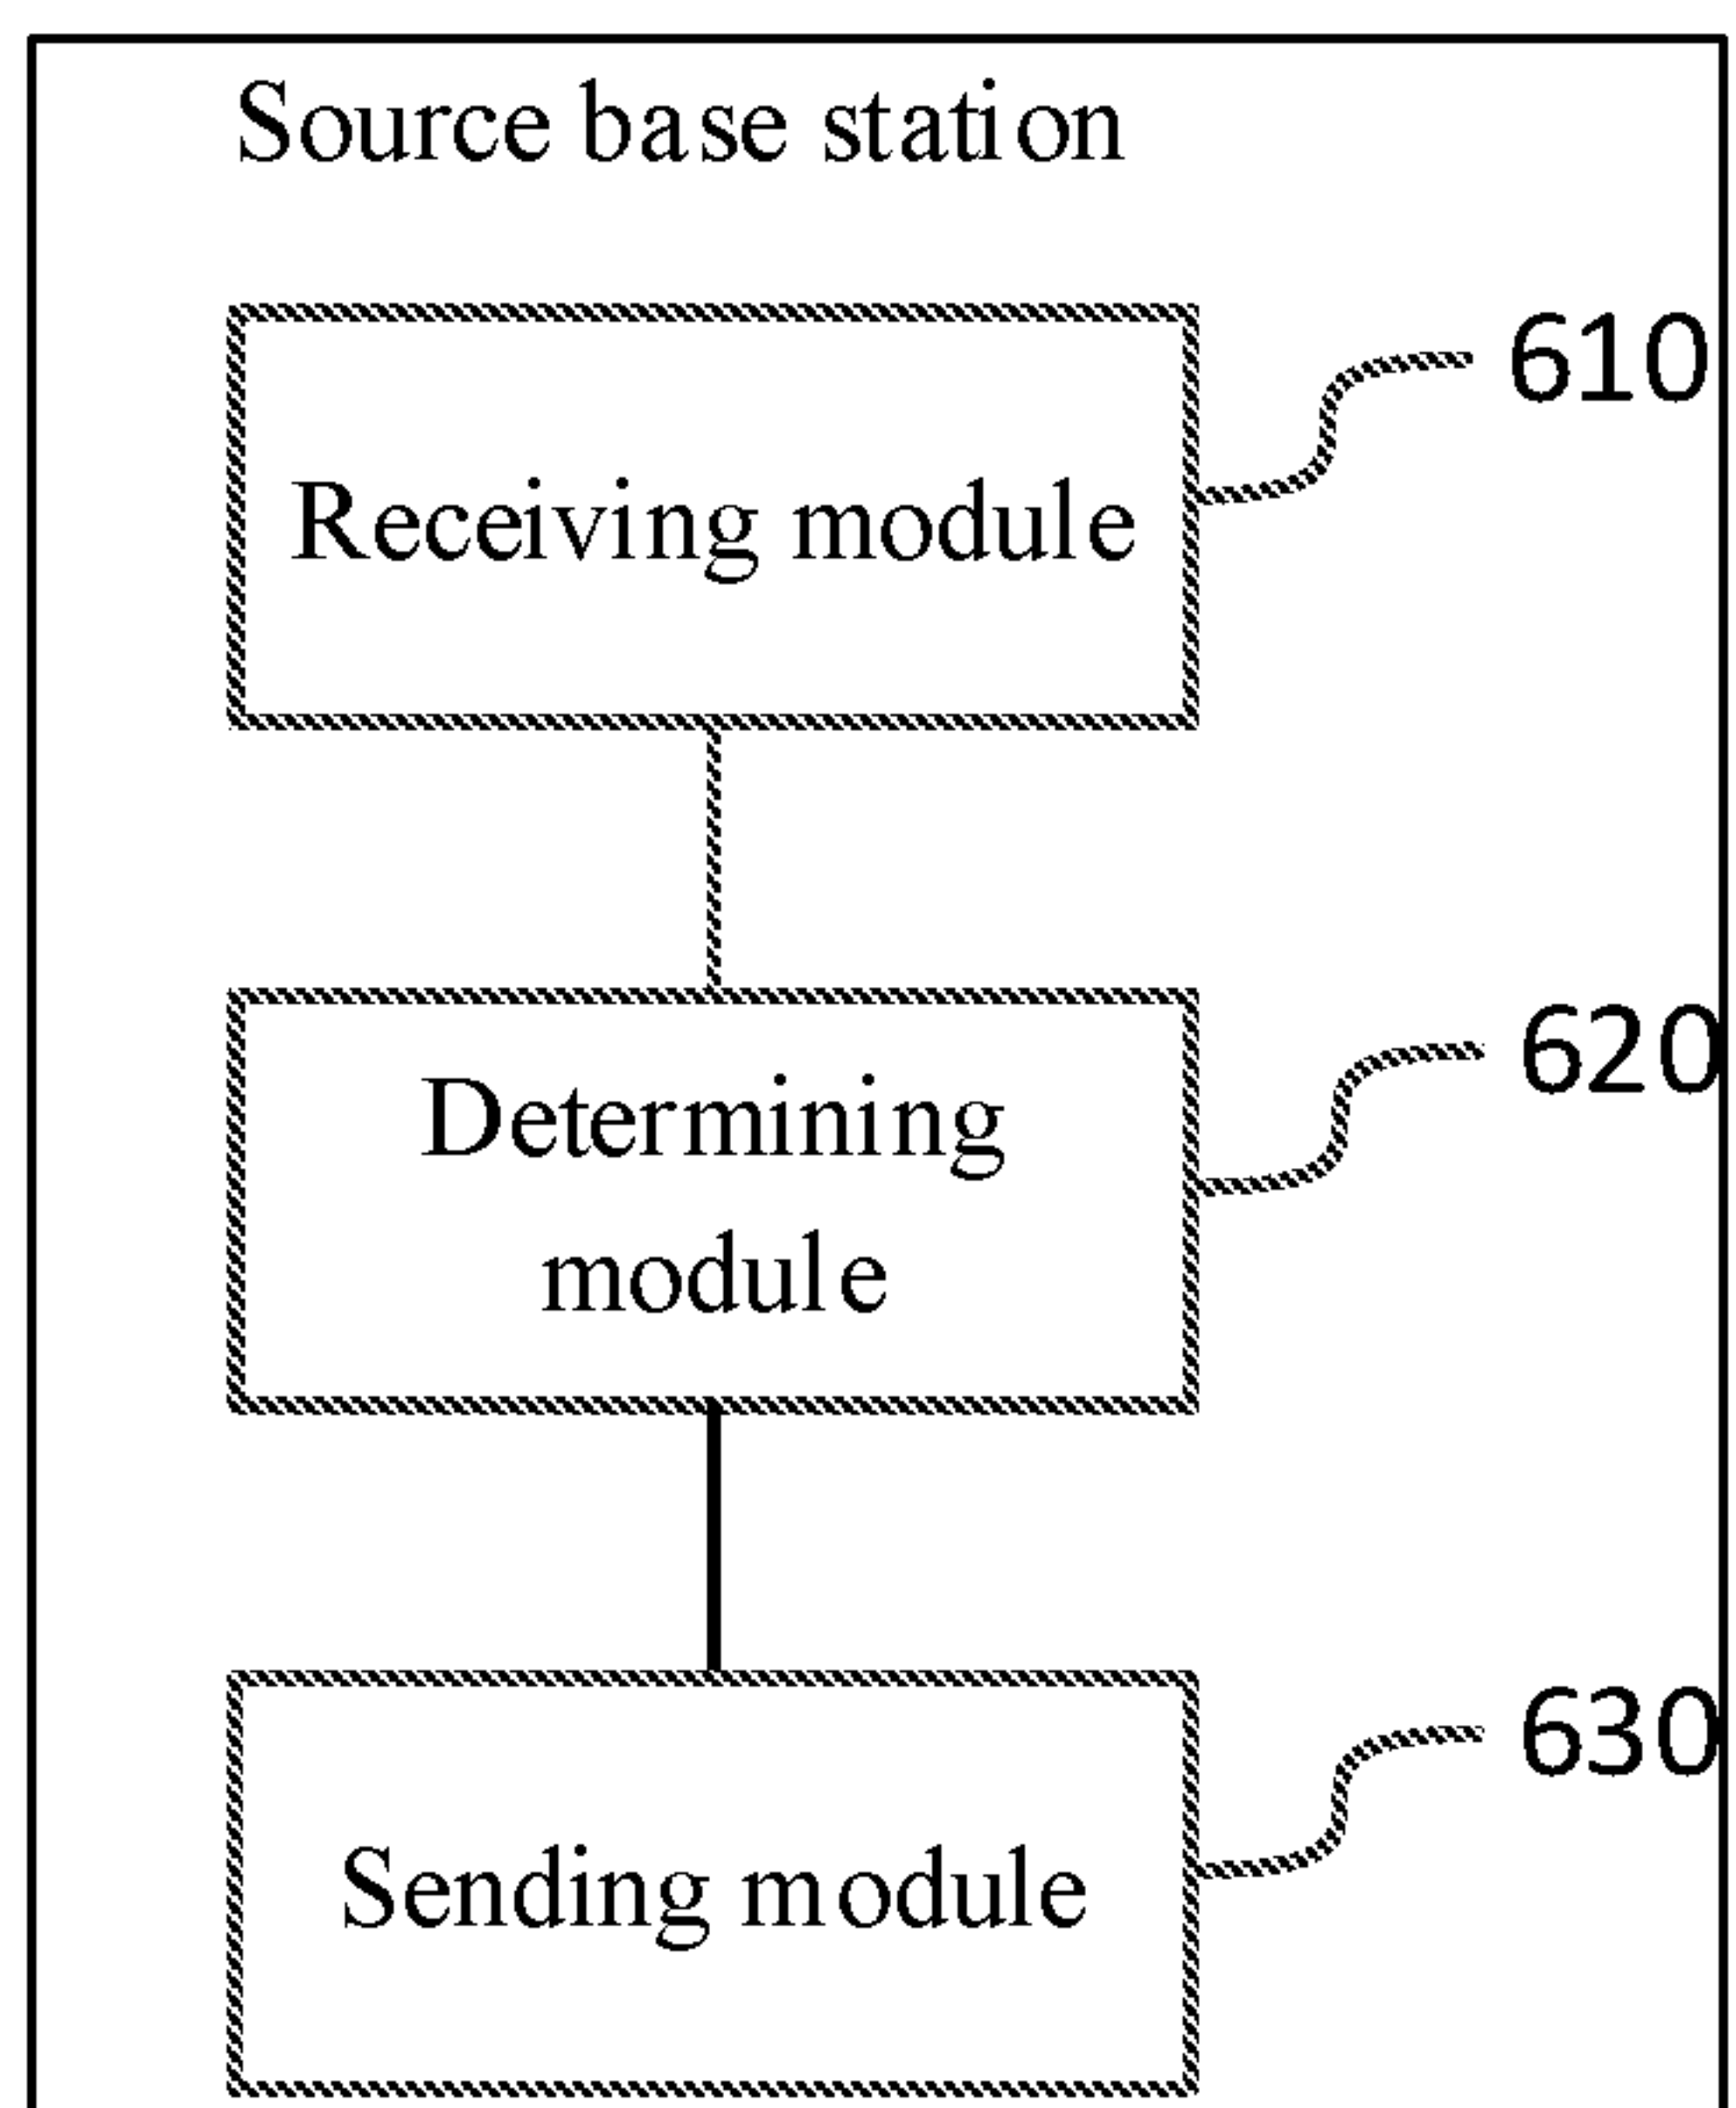 Source base station
610
Receiving module
620
Determining
module
630
Sending module